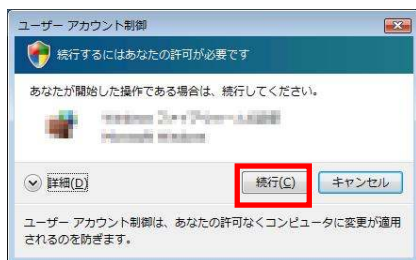 ユーザー アカウント制御
続行するにはあなたの許可が必要です
あなたが開始した操作である場合は、続行してください。
詳細(D)
続行(C)
キャンセル
ユーザー アカウント制御は、あなたの許可なくコンピュータに変更が適用
されるのを防ぎます。